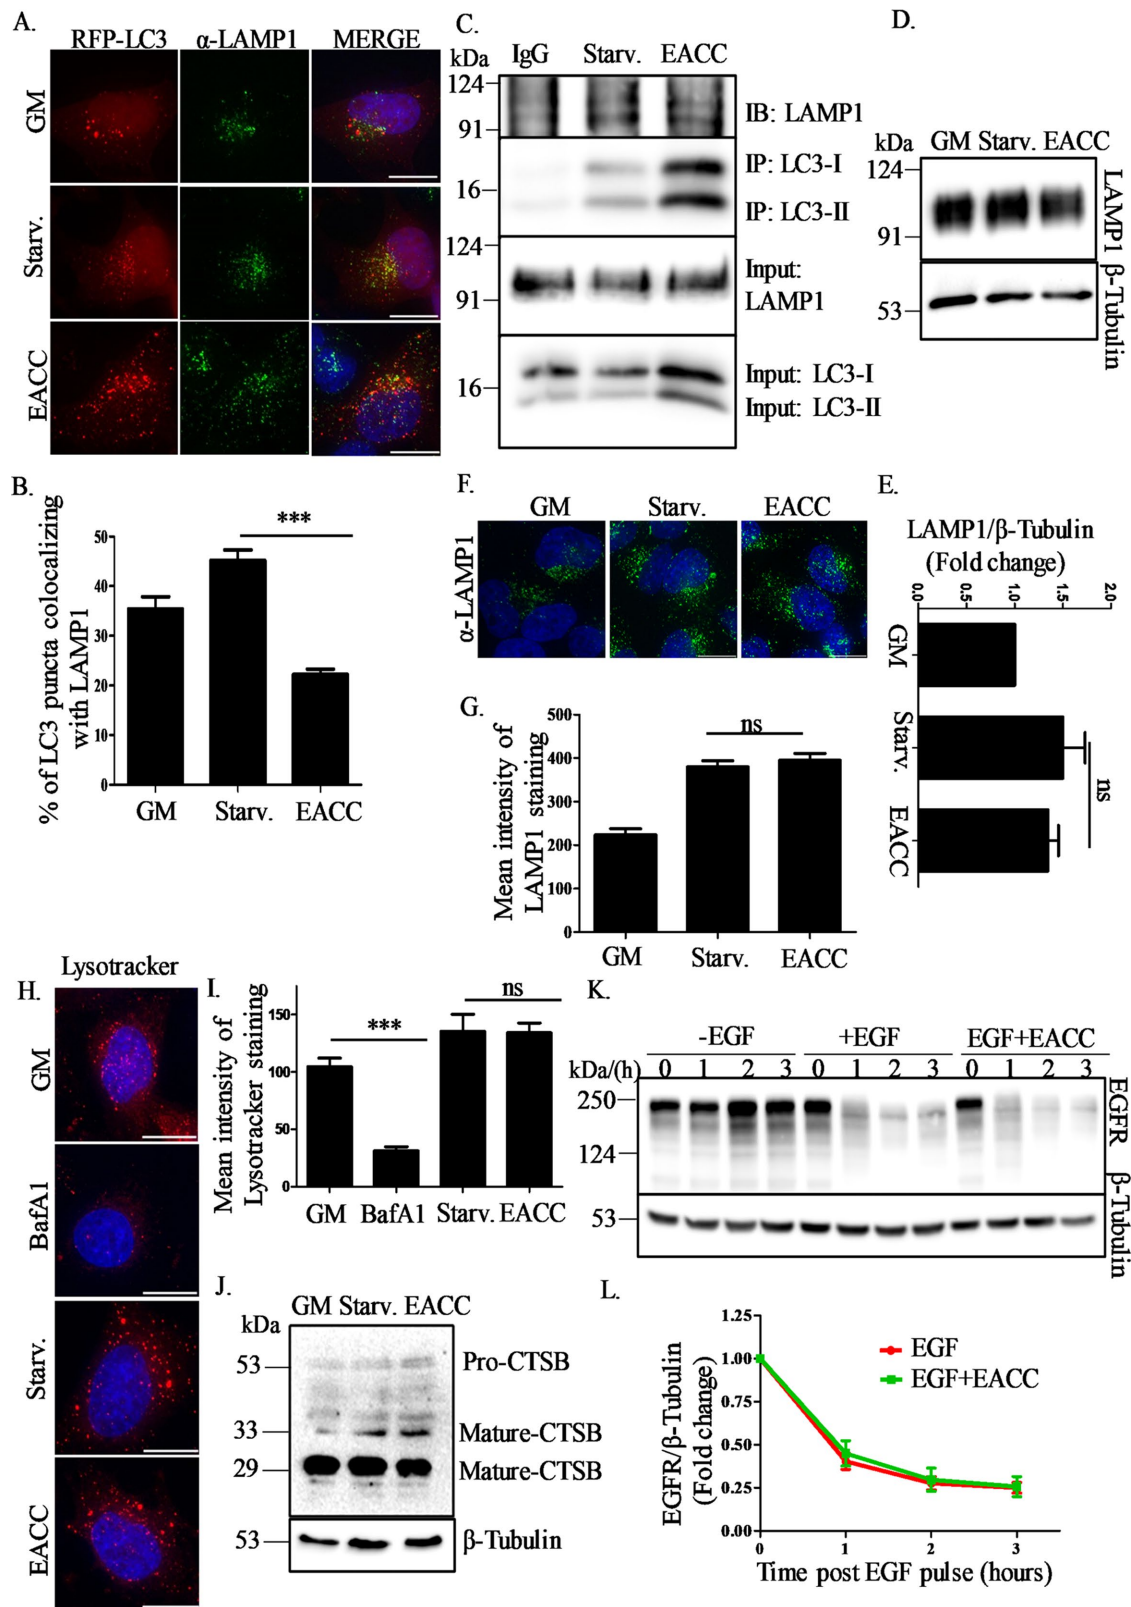 A.
RFP-LC3 α-LAMP1 MERGE
GM
Starv.
EACC
B.
% of LC3 puncta colocalizing
with LAMP1
50
40
30
20
10
0
***
GM Starv. EACC
C.
IgG Starv. EACC
kDa
124
91
IB: LAMP1
16
IP: LC3-I
IP: LC3-II
124
91
Input:
LAMP1
16
Input: LC3-I
Input: LC3-II
D.
kDa GM Starv. EACC
124
91
53
LAMP1
β-Tubulin
E.
LAMP1/β-Tubulin
(Fold change)
0.0 0.5 1.0 1.5 2.0
GM
Starv.
EACC
ns
F.
GM Starv. EACC
α-LAMP1
G.
Mean intensity of
LAMP1 staining
500
400
300
200
100
0
ns
GM Starv. EACC
H.
Lysotracker
GM
BafA1
Starv.
EACC
I.
Mean intensity of
Lysotracker staining
150
100
50
0
***
ns
GM BafA1 Starv. EACC
J.
GM Starv. EACC
kDa
53
33
29
53
Pro-CTSB
Mature-CTSB
Mature-CTSB
β-Tubulin
K.
-EGF +EGF EGF+EACC
kDa/(h) 0 1 2 3 0 1 2 3 0 1 2 3
250
124
53
EGFR
β-Tubulin
L.
EGFR/β-Tubulin
(Fold change)
1.25
1.00
0.75
0.50
0.25
0.00
EGF
EGF+EACC
0 1 2 3
Time post EGF pulse (hours)